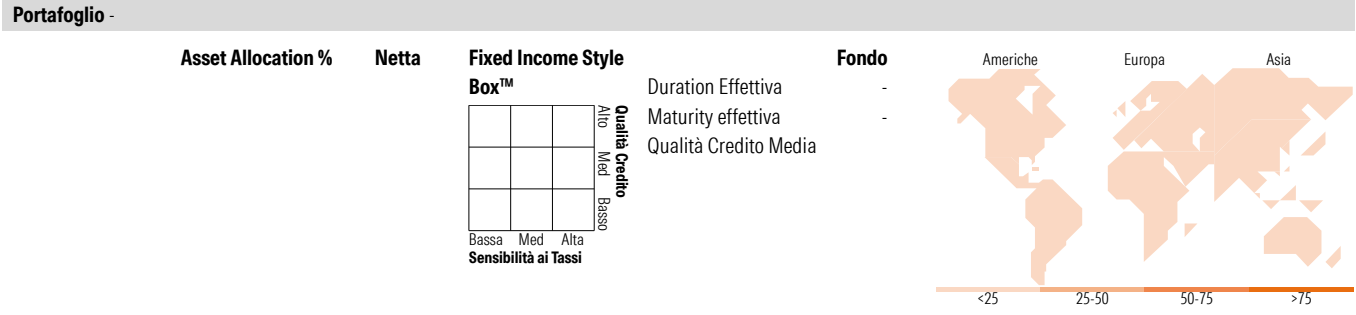 Portafoglio -
Asset Allocation % Netta
Fixed Income Style
Box™
Alto Med Basso
Qualità Credito
Bassa Med Alta
Sensibilità ai Tassi
Fondo
Duration Effettiva -
Maturity effettiva -
Qualità Credito Media
Americhe Europa Asia
<25 25-50 50-75 >75